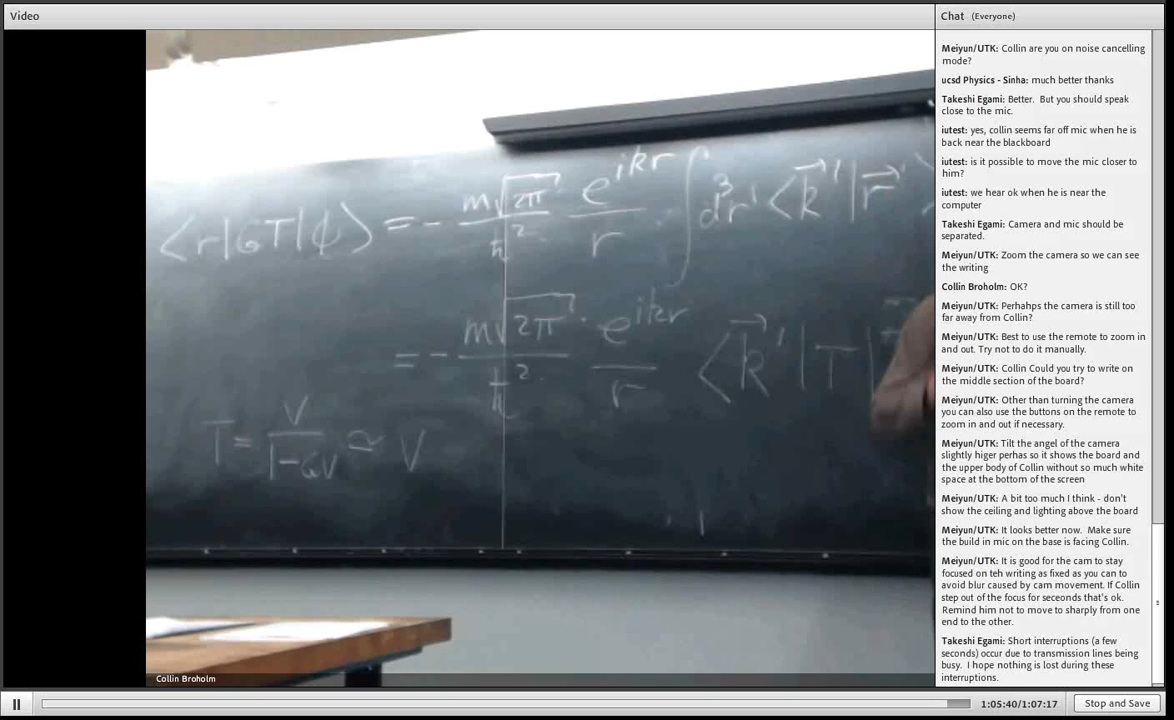 Video
⟨r|GT|ϕ⟩ = - m√2π/ħ² e^{ikr}/r · ∫ d³r' ⟨k⃗'|r⃗'⟩
= - m√2π/ħ² · e^{ikr}/r ⟨k⃗'|T|
T = V/1-GV ≃ V
Collin Broholm
Chat (Everyone)
Meiyun/UTK: Collin are you on noise cancelling
mode?
ucsd Physics - Sinha: much better thanks
Takeshi Egami: Better. But you should speak
close to the mic.
iutest: yes, collin seems far off mic when he is
back near the blackboard
iutest: is it possible to move the mic closer to
him?
iutest: we hear ok when he is near the
computer
Takeshi Egami: Camera and mic should be
separated.
Meiyun/UTK: Zoom the camera so we can see
the writing
Collin Broholm: OK?
Meiyun/UTK: Perhahps the camera is still too
far away from Collin?
Meiyun/UTK: Best to use the remote to zoom in
and out. Try not to do it manually.
Meiyun/UTK: Collin Could you try to write on
the middle section of the board?
Meiyun/UTK: Other than turning the camera
you can also use the buttons on the remote to
zoom in and out if necessary.
Meiyun/UTK: Tilt the angel of the camera
slightly higer perhas so it shows the board and
the upper body of Collin without so much white
space at the bottom of the screen
Meiyun/UTK: A bit too much I think - don't
show the ceiling and lighting above the board
Meiyun/UTK: It looks better now. Make sure
the build in mic on the base is facing Collin.
Meiyun/UTK: It is good for the cam to stay
focused on teh writing as fixed as you can to
avoid blur caused by cam movement. If Collin
step out of the focus for seceonds that's ok.
Remind him not to move to sharply from one
end to the other.
Takeshi Egami: Short interruptions (a few
seconds) occur due to transmission lines being
busy. I hope nothing is lost during these
interruptions.
1:05:40/1:07:17
Stop and Save